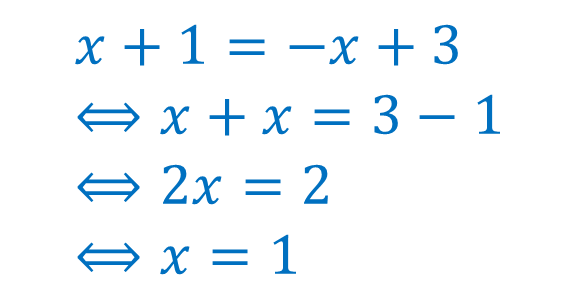 x + 1 = −x + 3
⟺ x + x = 3 − 1
⟺ 2x = 2
⟺ x = 1